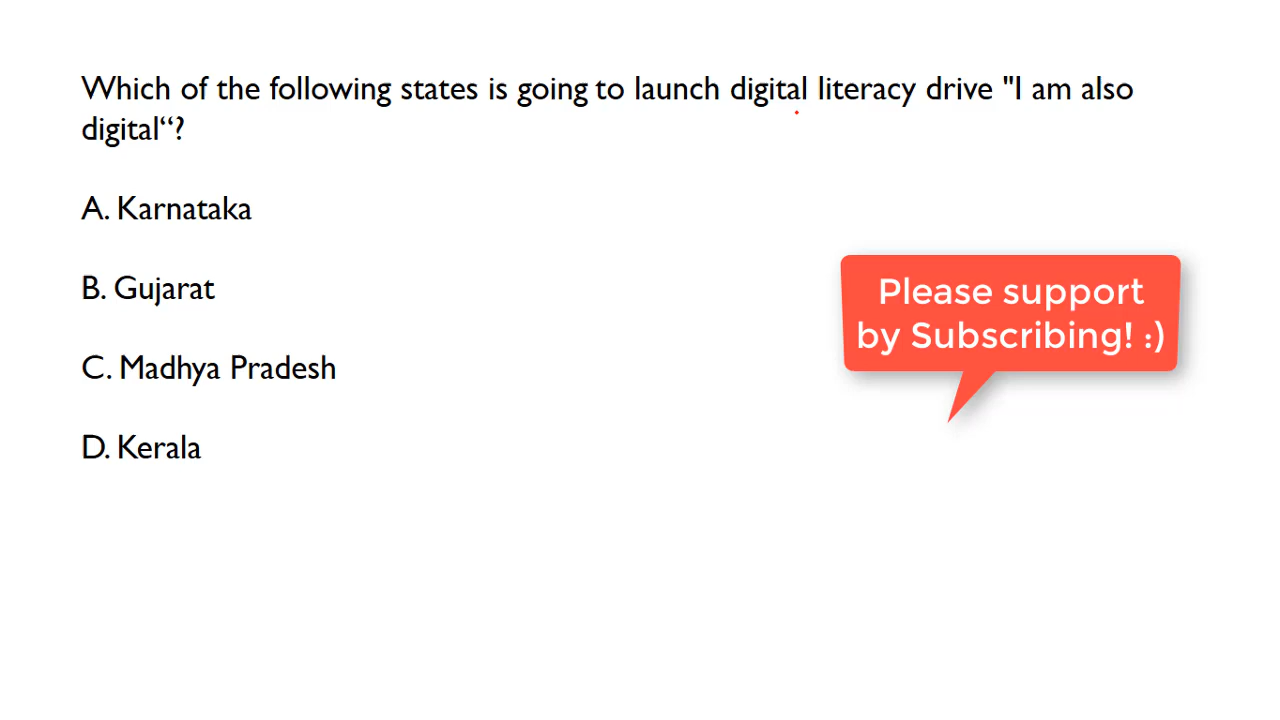 Which of the following states is going to launch digital literacy drive "I am also
digital“?
A. Karnataka
B. Gujarat
C. Madhya Pradesh
D. Kerala
Please support
by Subscribing! :)